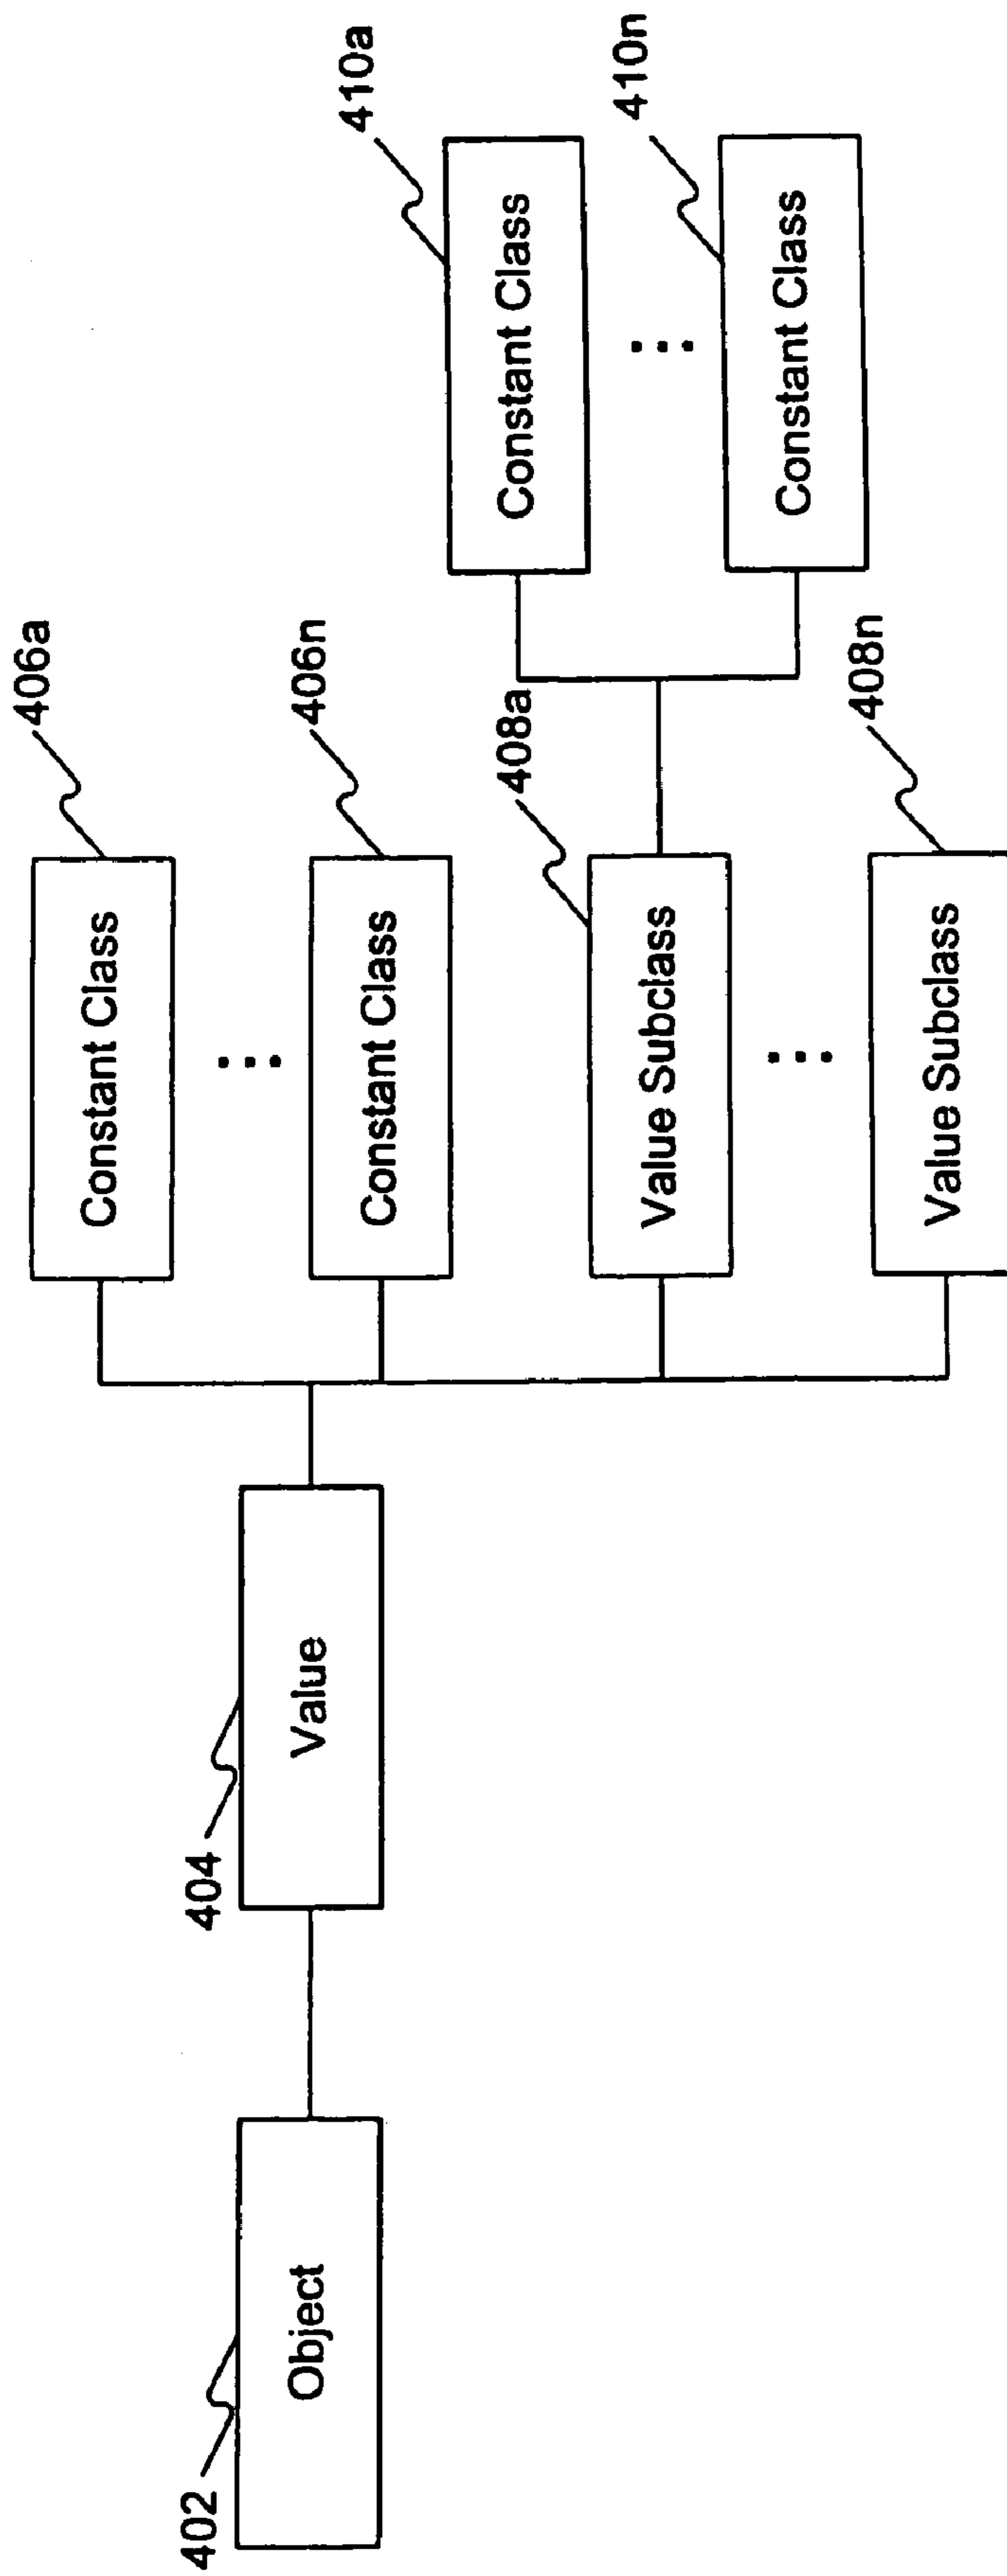 402
Object
404
Value
406a
Constant Class
406n
Constant Class
408a
Value Subclass
408n
Value Subclass
410a
Constant Class
410n
Constant Class